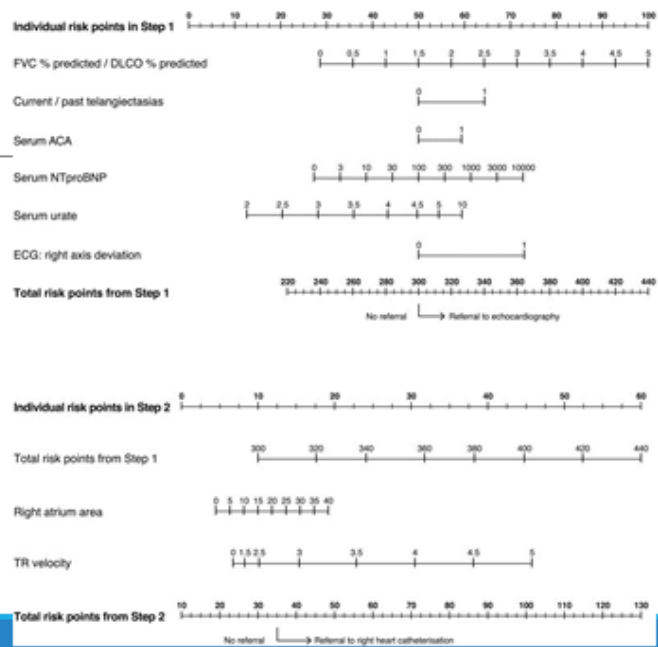 Individual risk points in Step 1 0 10 20 30 40 50 60 70 80 90 100
FVC % predicted / DLCO % predicted 0 0.5 1 1.5 2 2.5 3 3.5 4 4.5 5
Current / past telangiectasias 0 1
Serum ACA 0 1
Serum NTproBNP 0 3 10 30 100 300 1000 3000 10000
Serum urate 2 2.5 3 3.5 4 4.5 5 10
ECG: right axis deviation 0 1
Total risk points from Step 1 220 240 260 280 300 320 340 360 380 400 420 440
No referral Referral to echocardiography
Individual risk points in Step 2 0 10 20 30 40 50 60
Total risk points from Step 1 300 320 340 360 380 400 420 440
Right atrium area 0 5 10 15 20 25 30 35 40
TR velocity 0 1.5 2.5 3 3.5 4 4.5 5
Total risk points from Step 2 10 20 30 40 50 60 70 80 90 100 110 120 130
No referral Referral to right heart catheterisation